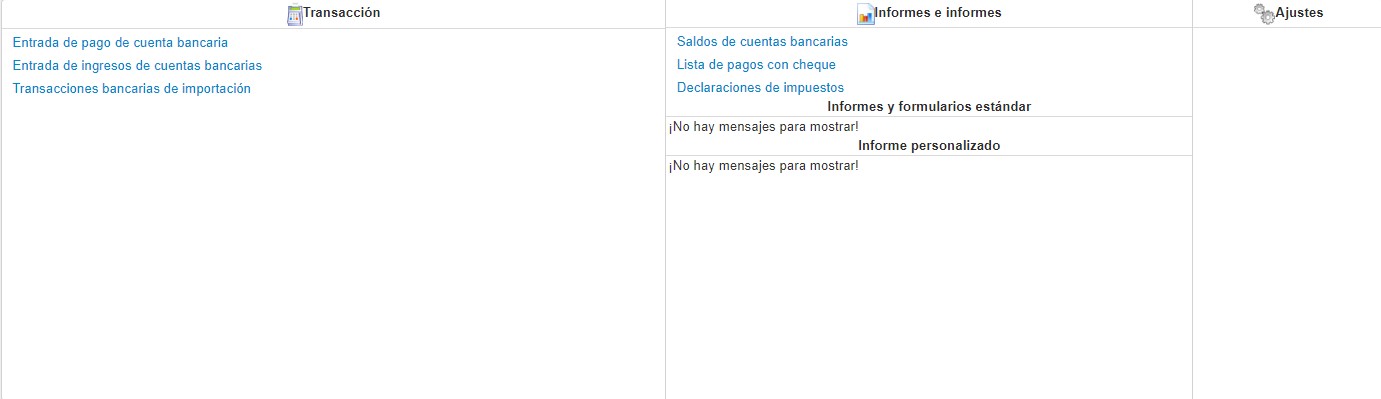 Transacción
Entrada de pago de cuenta bancaria
Entrada de ingresos de cuentas bancarias
Transacciones bancarias de importación
Informes e informes
Saldos de cuentas bancarias
Lista de pagos con cheque
Declaraciones de impuestos
Informes y formularios estándar
¡No hay mensajes para mostrar!
Informe personalizado
¡No hay mensajes para mostrar!
Ajustes